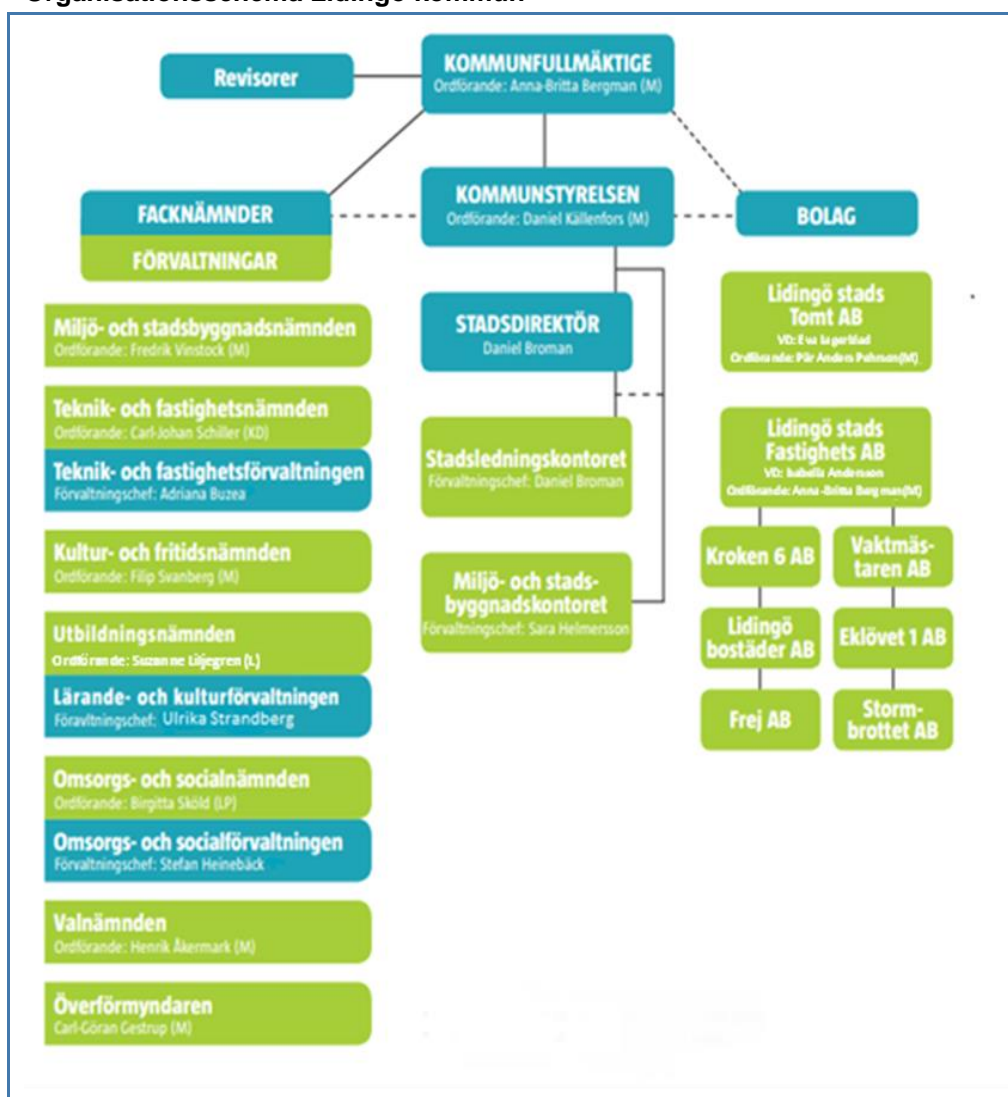 Organisationsschema Lidingö kommun
Revisorer
KOMMUNFULLMÄKTIGE
Ordförande: Anna-Britta Bergman (M)
KOMMUNSTYRELSEN
Ordförande: Daniel Källenfors (M)
FACKNÄMNDER
FÖRVALTNINGAR
BOLAG
Miljö- och stadsbyggnadsnämnden
Ordförande: Fredrik Vinstock (M)
Teknik- och fastighetsnämnden
Ordförande: Carl-Johan Schiller (KD)
Teknik- och fastighetsförvaltningen
Förvaltningschef: Adriana Buzea
Kultur- och fritidsnämnden
Ordförande: Filip Svanberg (M)
Utbildningsnämnden
Ordförande: Suzanne Liljegren (L)
Lärande- och kulturförvaltningen
Föravltningschef: Ulrika Strandberg
Omsorgs- och socialnämnden
Ordförande: Birgitta Sköld (LP)
Omsorgs- och socialförvaltningen
Förvaltningschef: Stefan Heinebäck
Valnämnden
Ordförande: Henrik Åkermark (M)
Överförmyndaren
Carl-Göran Gestrup (M)
STADSDIREKTÖR
Daniel Broman
Stadsledningskontoret
Förvaltningschef: Daniel Broman
Miljö- och stads-
byggnadskontoret
Förvaltningschef: Sara Helmersson
Lidingö stads
Tomt AB
VD: Eva Lagerblad
Ordförande: Pär Anders Pehman(M)
Lidingö stads
Fastighets AB
VD: Isabella Andersson
Ordförande: Anna-Britta Bergman(M)
Kroken 6 AB
Lidingö
bostäder AB
Frej AB
Vaktmäs-
taren AB
Eklövet 1 AB
Storm-
brottet AB